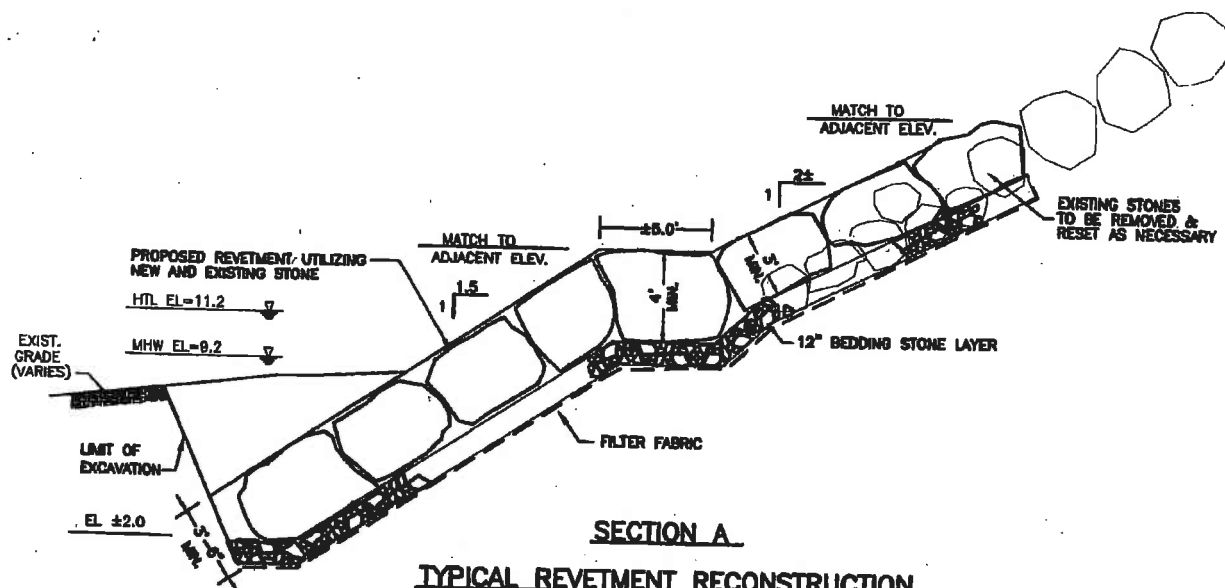 MATCH TO
ADJACENT ELEV.
1
2±
EXISTING STONES
TO BE REMOVED &
RESET AS NECESSARY
±5.0'
MATCH TO
ADJACENT ELEV.
PROPOSED REVETMENT UTILIZING
NEW AND EXISTING STONE
1
1.5
4'
MIN.
MIN.
HTL EL=11.2
MHW EL=9.2
EXIST.
GRADE
(VARIES)
12" BEDDING STONE LAYER
FILTER FABRIC
LIMIT OF
EXCAVATION
EL ±2.0
MIN.
SECTION A
TYPICAL REVETMENT RECONSTRUCTION